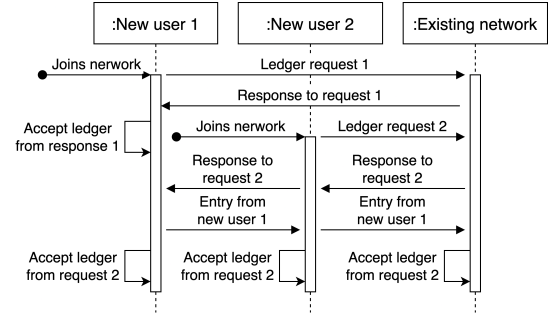 :New user 1
:New user 2
:Existing network
Joins nerwork
Ledger request 1
Response to request 1
Accept ledger
from response 1
Joins nerwork
Ledger request 2
Response to
request 2
Response to
request 2
Entry from
new user 1
Entry from
new user 1
Accept ledger
from request 2
Accept ledger
from request 2
Accept ledger
from request 2